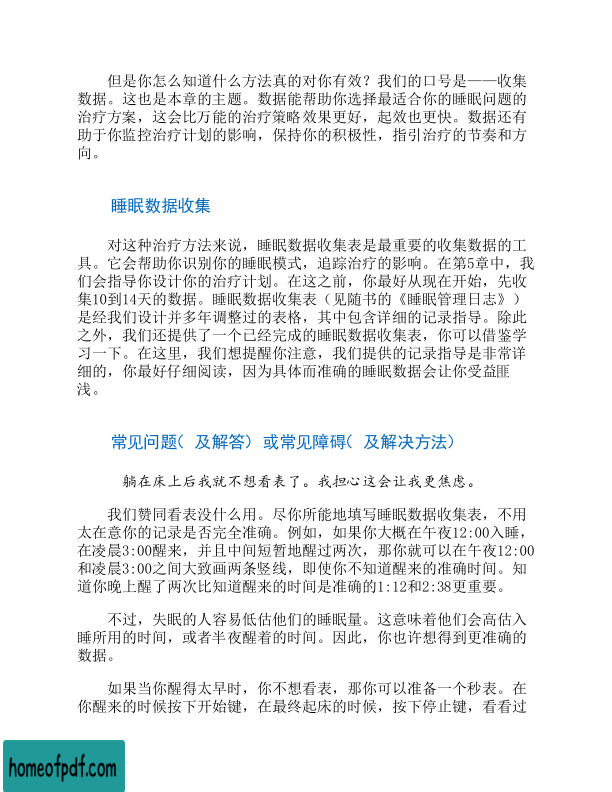 但是你怎么知道什么方法真的对你有效？我们的口号是——收集
数据。这也是本章的主题。数据能帮助你选择最适合你的睡眠问题的
治疗方案，这会比万能的治疗策略效果更好，起效也更快。数据还有
助于你监控治疗计划的影响，保持你的积极性，指引治疗的节奏和方
向。
睡眠数据收集
对这种治疗方法来说，睡眠数据收集表是最重要的收集数据的工
具。它会帮助你识别你的睡眠模式，追踪治疗的影响。在第5章中，我
们会指导你设计你的治疗计划。在这之前，你最好从现在开始，先收
集10到14天的数据。睡眠数据收集表（见随书的《睡眠管理日志》）
是经我们设计并多年调整过的表格，其中包含详细的记录指导。除此
之外，我们还提供了一个已经完成的睡眠数据收集表，你可以借鉴学
习一下。在这里，我们想提醒你注意，我们提供的记录指导是非常详
细的，你最好仔细阅读，因为具体而准确的睡眠数据会让你受益匪
浅。
常见问题（及解答）或常见障碍（及解决方法）
躺在床上后我就不想看表了。我担心这会让我更焦虑。
我们赞同看表没什么用。尽你所能地填写睡眠数据收集表，不用
太在意你的记录是否完全准确。例如，如果你大概在午夜12:00入睡，
在凌晨3:00醒来，并且中间短暂地醒过两次，那你就可以在午夜12:00
和凌晨3:00之间大致画两条竖线，即使你不知道醒来的准确时间。知
道你晚上醒了两次比知道醒来的时间是准确的1:12和2:38更重要。
不过，失眠的人容易低估他们的睡眠量。这意味着他们会高估入
睡所用的时间，或者半夜醒着的时间。因此，你也许想得到更准确的
数据。
如果当你醒得太早时，你不想看表，那你可以准备一个秒表。在
你醒来的时候按下开始键，在最终起床的时候，按下停止键，看看过
homeofpdf.com